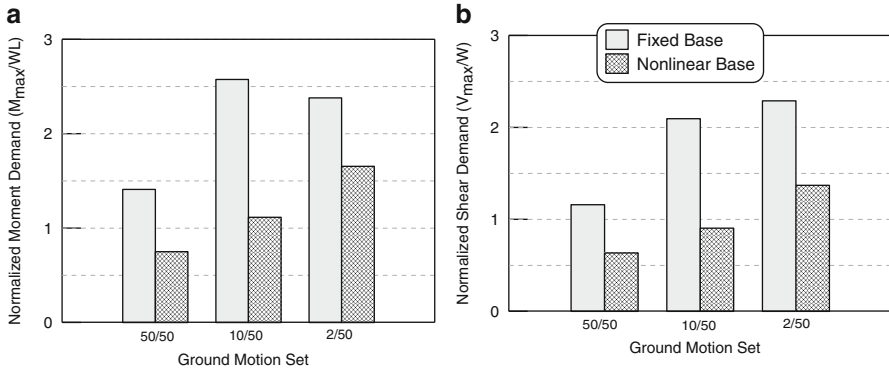 a
Normalized Moment Demand (Mmax/WL)
3
2
1
0
50/50
10/50
2/50
Ground Motion Set
b
Normalized Shear Demand (Vmax/W)
3
2
1
0
Fixed Base
Nonlinear Base
50/50
10/50
2/50
Ground Motion Set